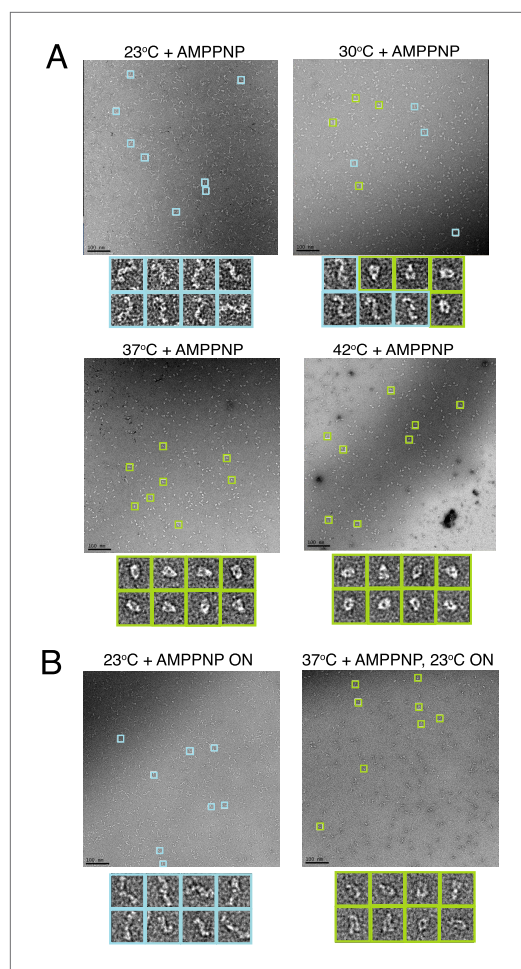 A
23°C + AMPPNP
30°C + AMPPNP
100 nm
100 nm
37°C + AMPPNP
42°C + AMPPNP
100 nm
100 nm
B
23°C + AMPPNP ON
37°C + AMPPNP, 23°C ON
100 nm
100 nm